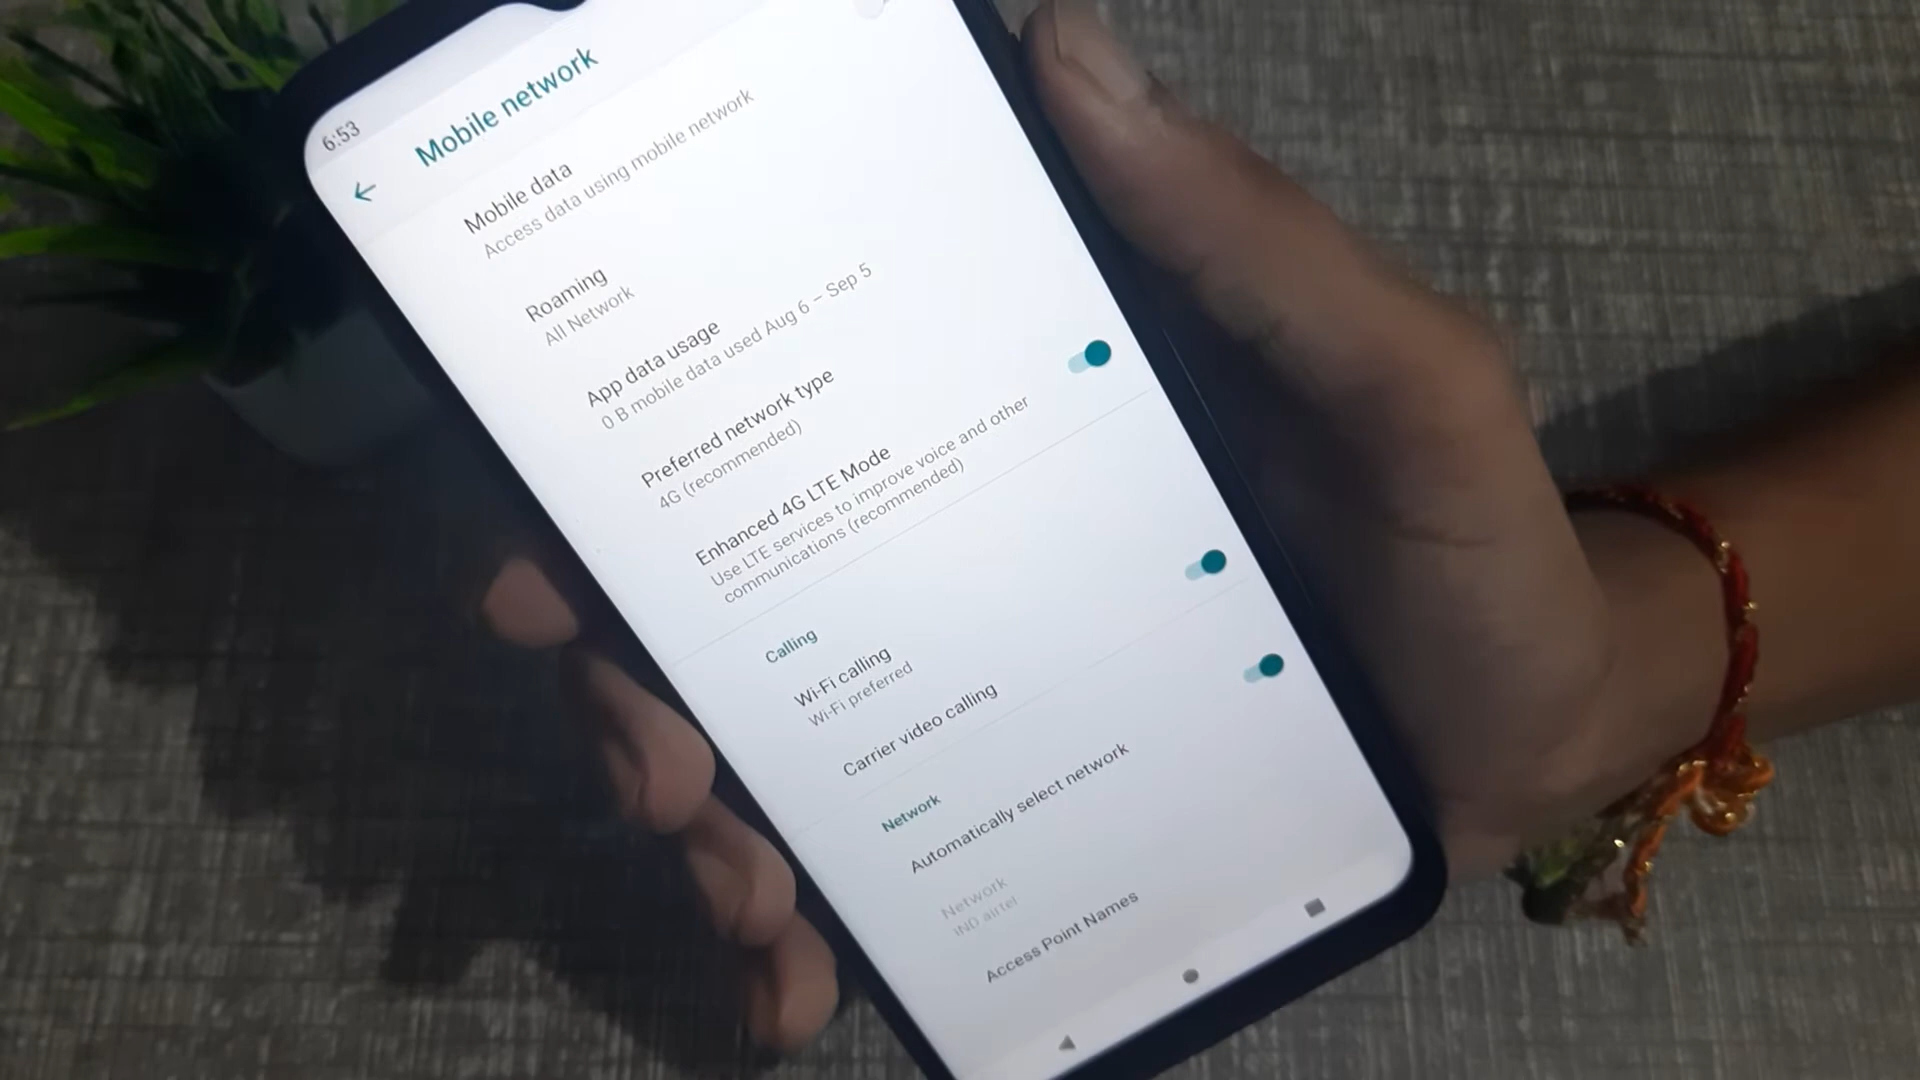 6:53
Mobile network
Mobile data
Access data using mobile network
Roaming
All Network
App data usage
0 B mobile data used Aug 6 – Sep 5
Preferred network type
4G (recommended)
Enhanced 4G LTE Mode
Use LTE services to improve voice and other
communications (recommended)
Calling
Wi-Fi calling
Wi-Fi preferred
Carrier video calling
Network
Automatically select network
Network
IND airtel
Access Point Names